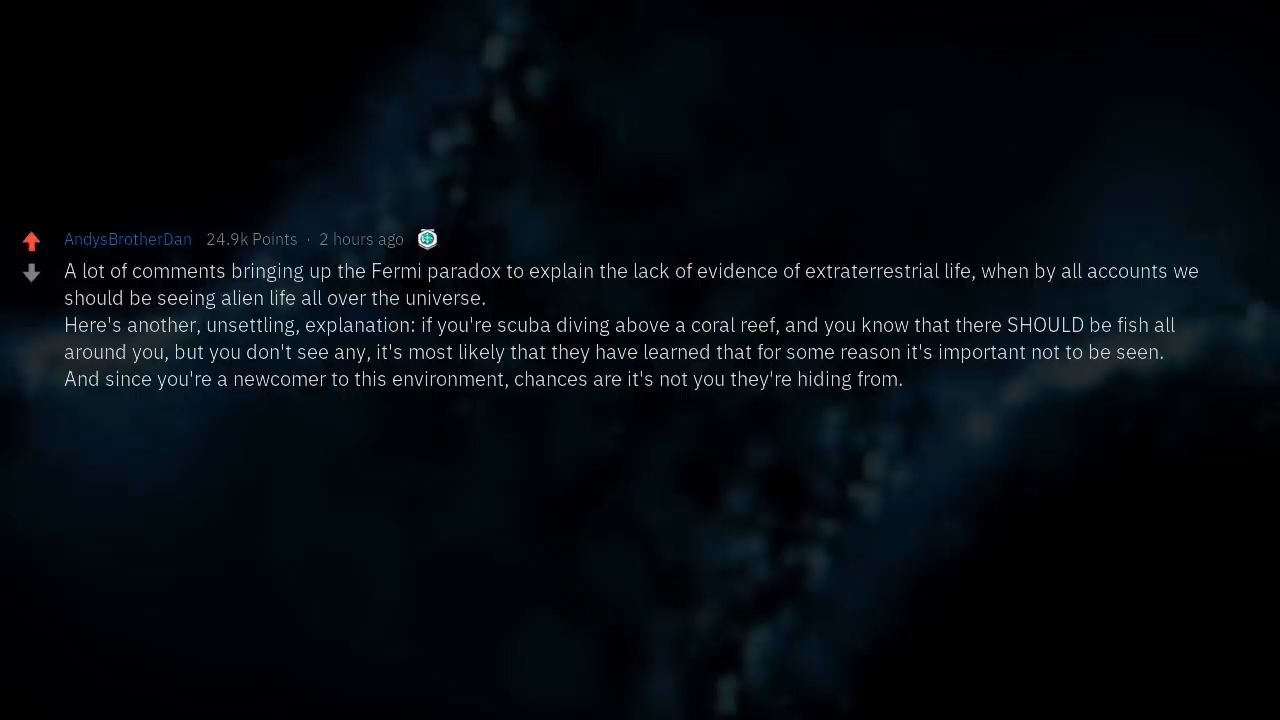 AndysBrotherDan 24.9k Points · 2 hours ago
A lot of comments bringing up the Fermi paradox to explain the lack of evidence of extraterrestrial life, when by all accounts we
should be seeing alien life all over the universe.
Here's another, unsettling, explanation: if you're scuba diving above a coral reef, and you know that there SHOULD be fish all
around you, but you don't see any, it's most likely that they have learned that for some reason it's important not to be seen.
And since you're a newcomer to this environment, chances are it's not you they're hiding from.